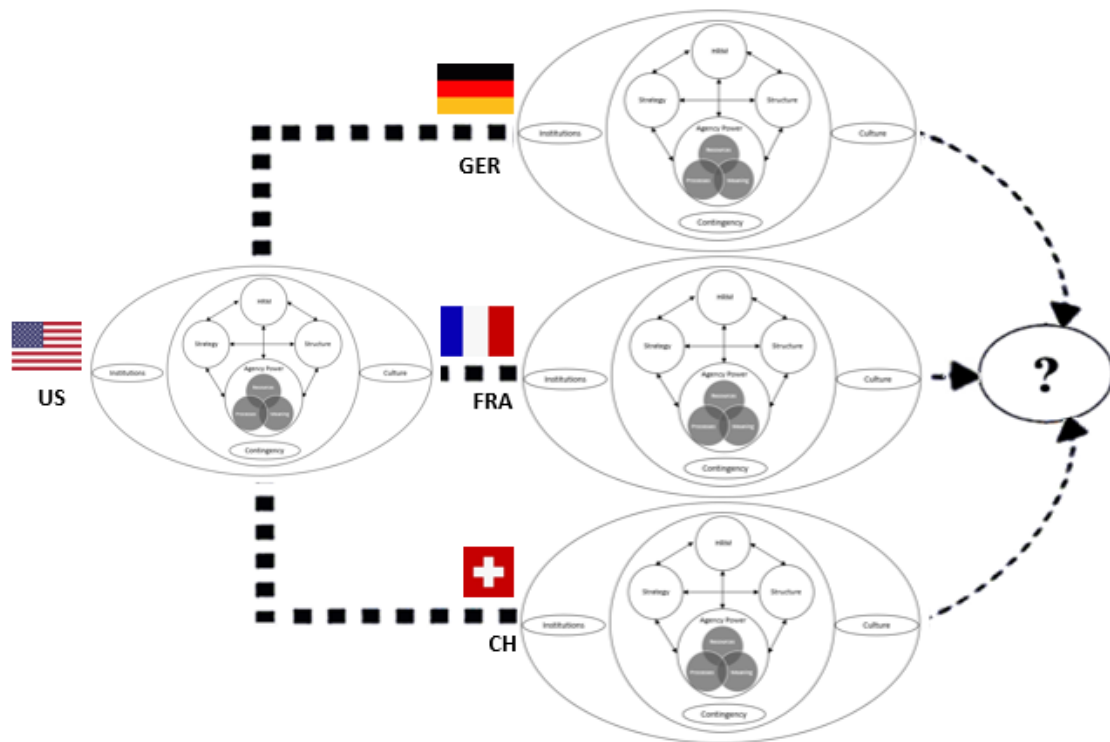 HRM
Strategy
Structure
Institutions
Agency Power
Culture
Resources
Processes
Meaning
Contingency
GER
HRM
Strategy
Structure
Institutions
Agency Power
Culture
Resources
Processes
Meaning
Contingency
US
HRM
Strategy
Structure
Institutions
Agency Power
Culture
Resources
Processes
Meaning
Contingency
FRA
?
HRM
Strategy
Structure
Institutions
Agency Power
Culture
Resources
Processes
Meaning
Contingency
CH